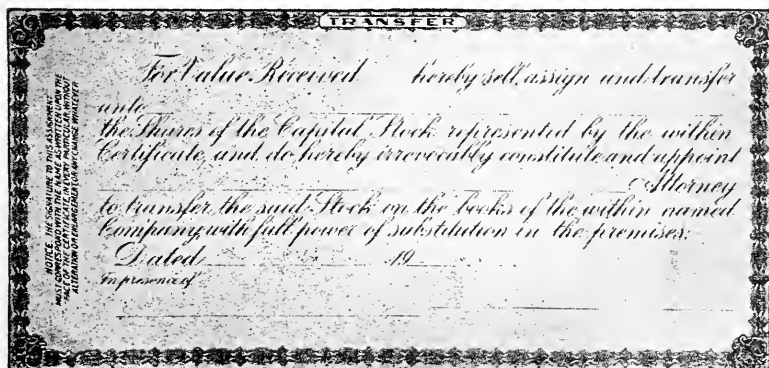 TRANSFER
For Value Received hereby sell, assign and transfer
unto
the Shares of the Capital Stock represented by the within
Certificate, and do hereby irrevocably constitute and appoint
Attorney
to transfer the said Stock on the books of the within named
Company with full power of substitution in the premises:
Dated 19
In presence of
NOTICE. THE SIGNATURE TO THIS ASSIGNMENT
MUST CORRESPOND WITH THE NAME AS WRITTEN UPON THE
FACE OF THE CERTIFICATE, IN EVERY PARTICULAR, WITHOUT
ALTERATION OR ENLARGEMENT OR ANY CHANGE WHATEVER